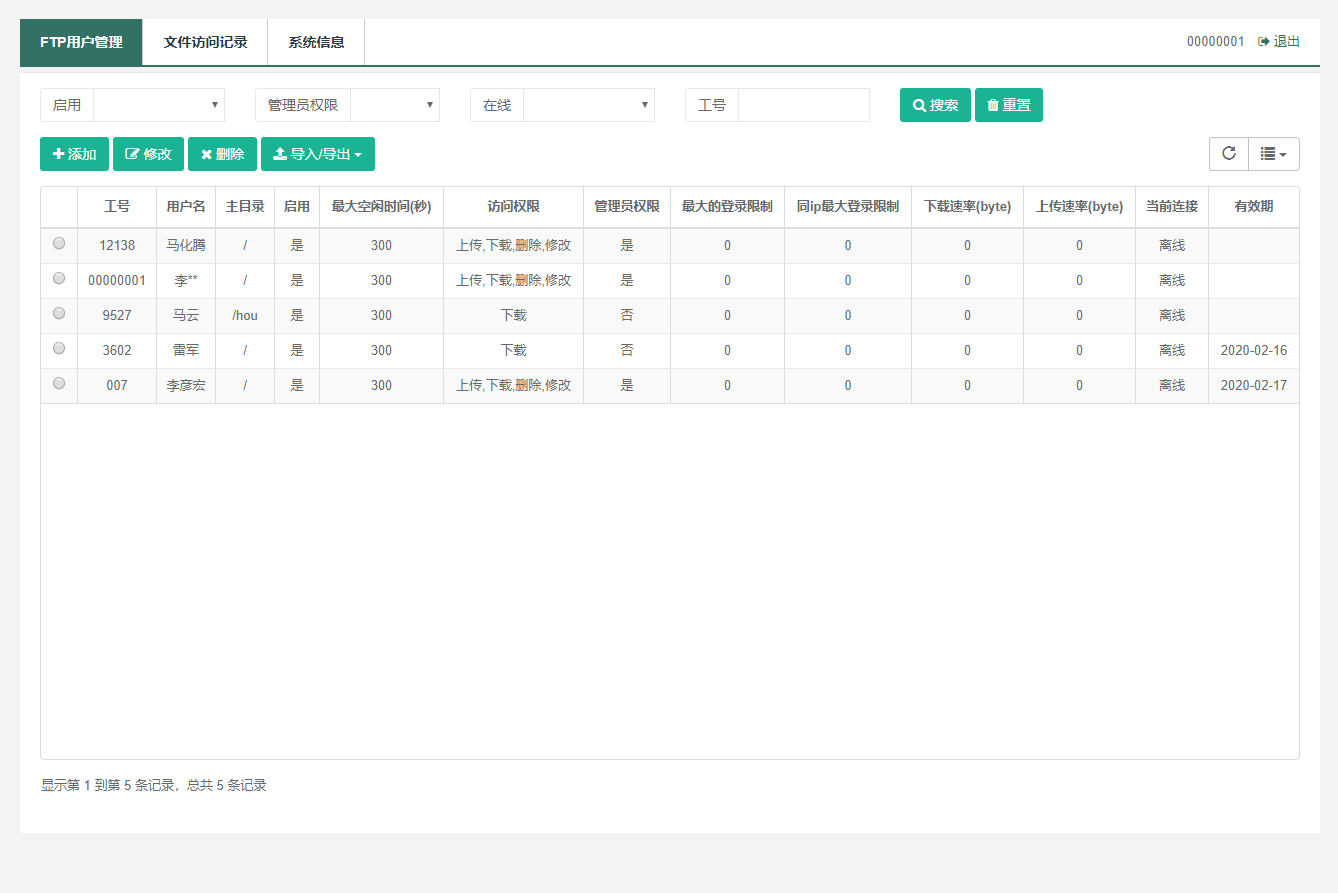 FTP用户管理 文件访问记录 系统信息 00000001 退出
启用 管理员权限 在线 工号 搜索 重置
添加 修改 删除 导入/导出
工号 用户名 主目录 启用 最大空闲时间(秒) 访问权限 管理员权限 最大的登录限制 同ip最大登录限制 下载速率(byte) 上传速率(byte) 当前连接 有效期
12138 马化腾 / 是 300 上传,下载,删除,修改 是 0 0 0 0 离线
00000001 李** / 是 300 上传,下载,删除,修改 是 0 0 0 0 离线
9527 马云 /hou 是 300 下载 否 0 0 0 0 离线
3602 雷军 / 是 300 下载 否 0 0 0 0 离线 2020-02-16
007 李彦宏 / 是 300 上传,下载,删除,修改 是 0 0 0 0 离线 2020-02-17
显示第 1 到第 5 条记录，总共 5 条记录